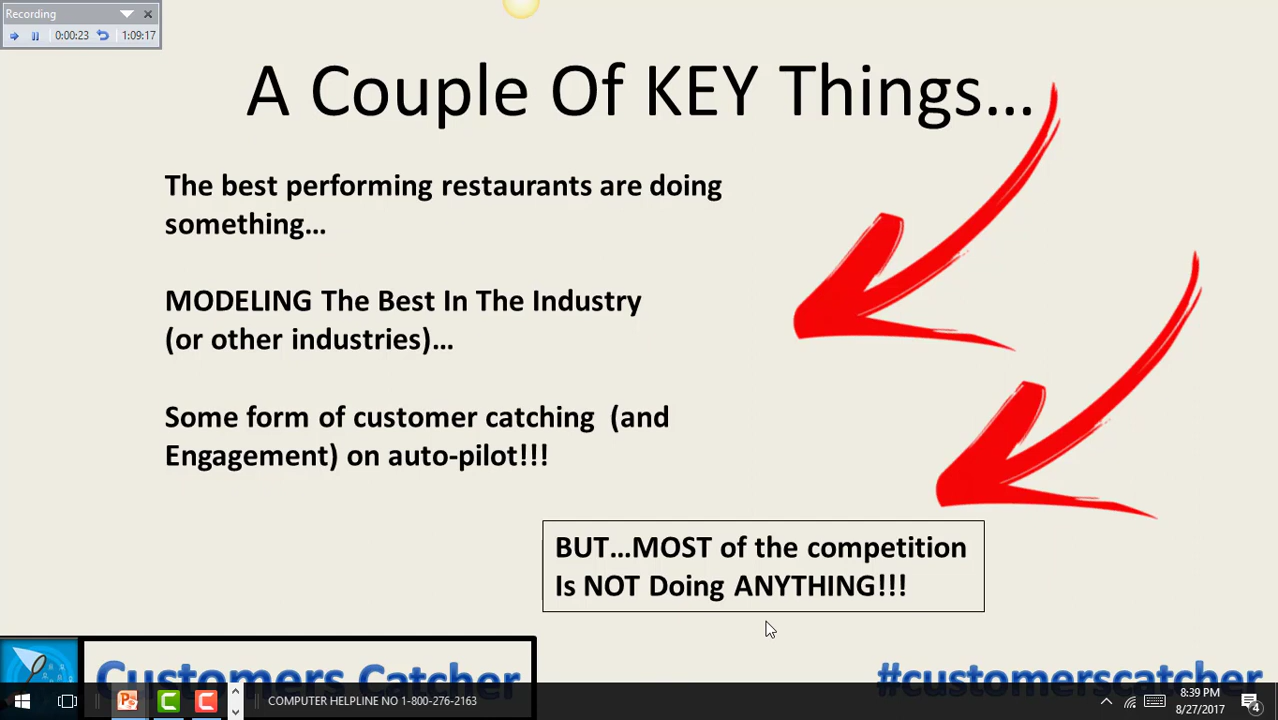 Recording
0:00:23 1:09:17
A Couple Of KEY Things...
The best performing restaurants are doing
something...
MODELING The Best In The Industry
(or other industries)...
Some form of customer catching (and
Engagement) on auto-pilot!!!
BUT...MOST of the competition
Is NOT Doing ANYTHING!!!
Customers Catcher
#customerscatcher
COMPUTER HELPLINE NO 1-800-276-2163
8:39 PM
8/27/2017
4